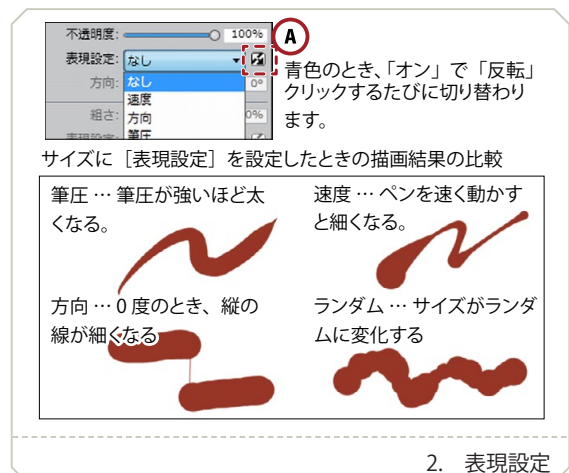 不透明度: 100%
A
表現設定: なし
方向: なし 0°
速度
粗さ: 方向 0%
表現設定: 筆圧
青色のとき、「オン」で「反転」
クリックするたびに切り替わり
ます。
サイズに［表現設定］を設定したときの描画結果の比較
筆圧 … 筆圧が強いほど太
くなる。
速度 … ペンを速く動かす
と細くなる。
方向 … 0 度のとき、縦の
線が細くなる
ランダム … サイズがランダ
ムに変化する
2. 表現設定